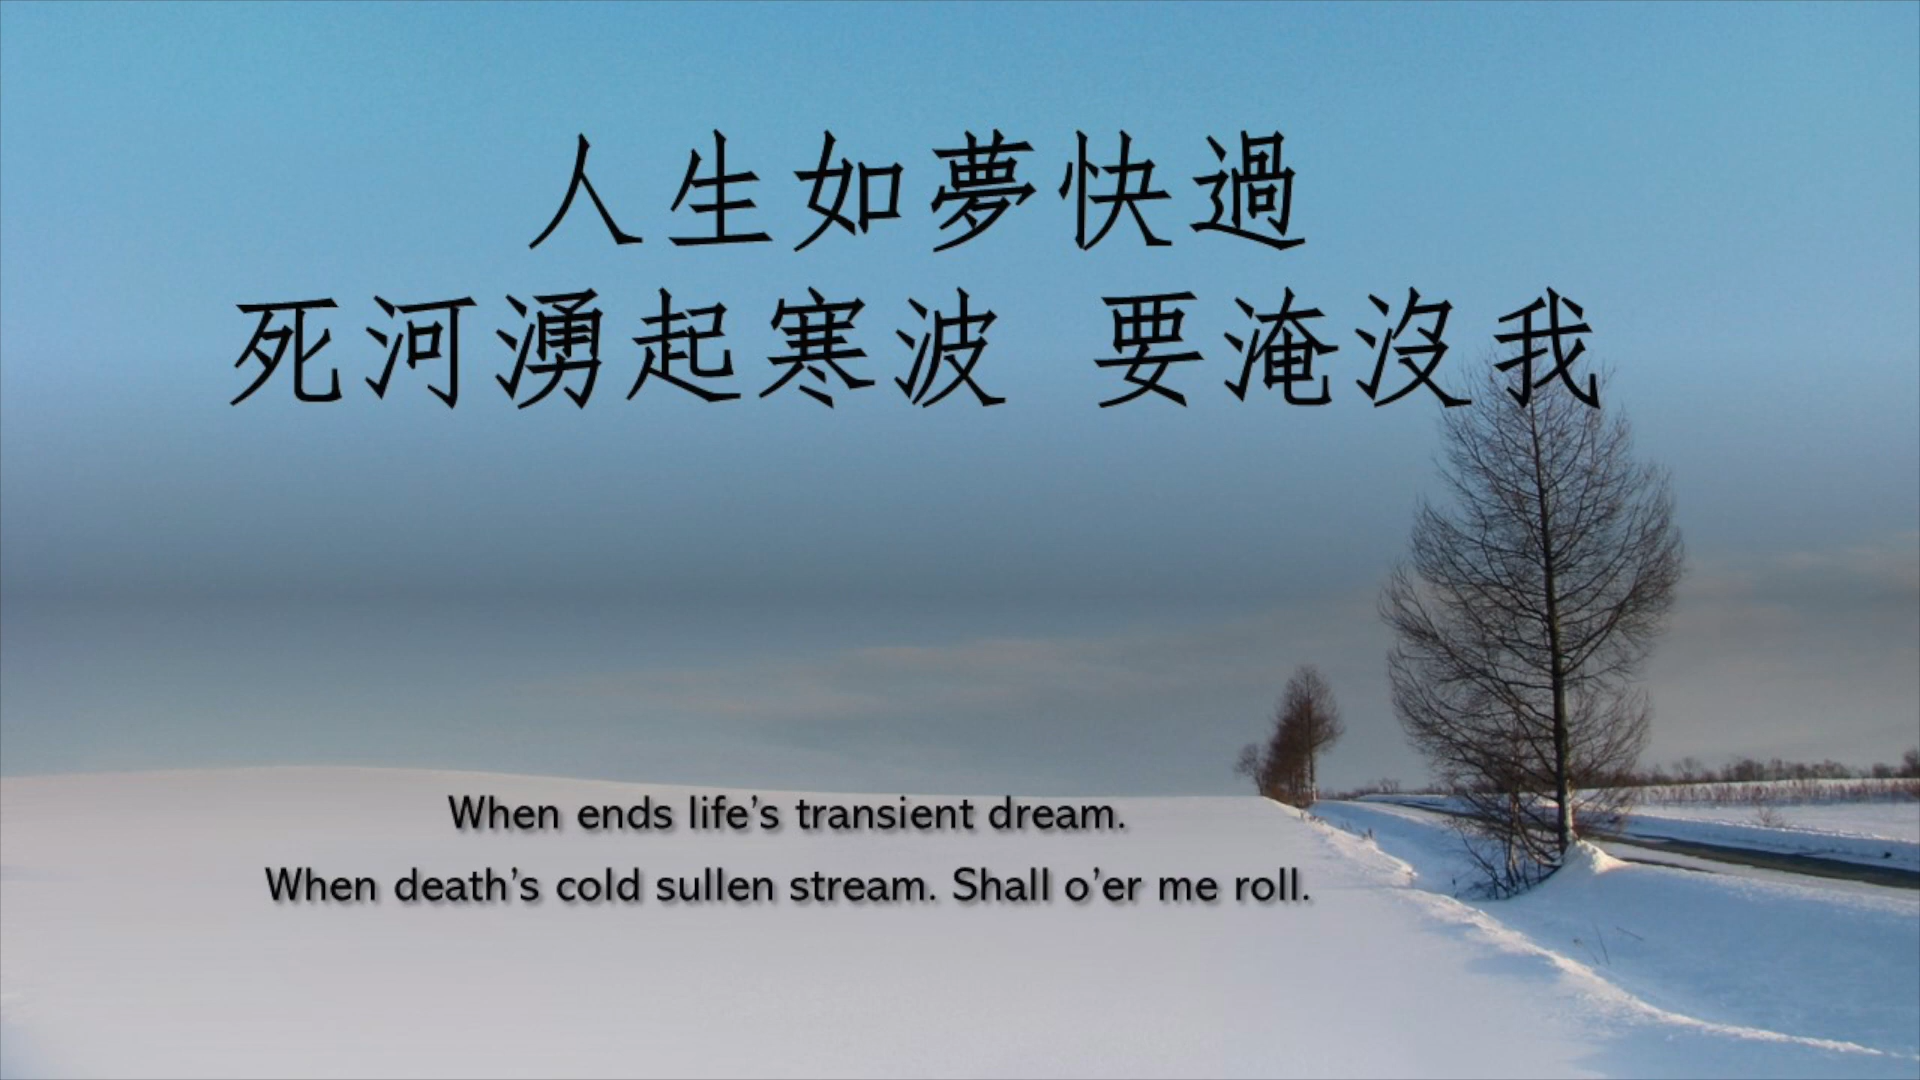 人生如夢快過
死河湧起寒波 要淹沒我
When ends life's transient dream.
When death's cold sullen stream. Shall o'er me roll.